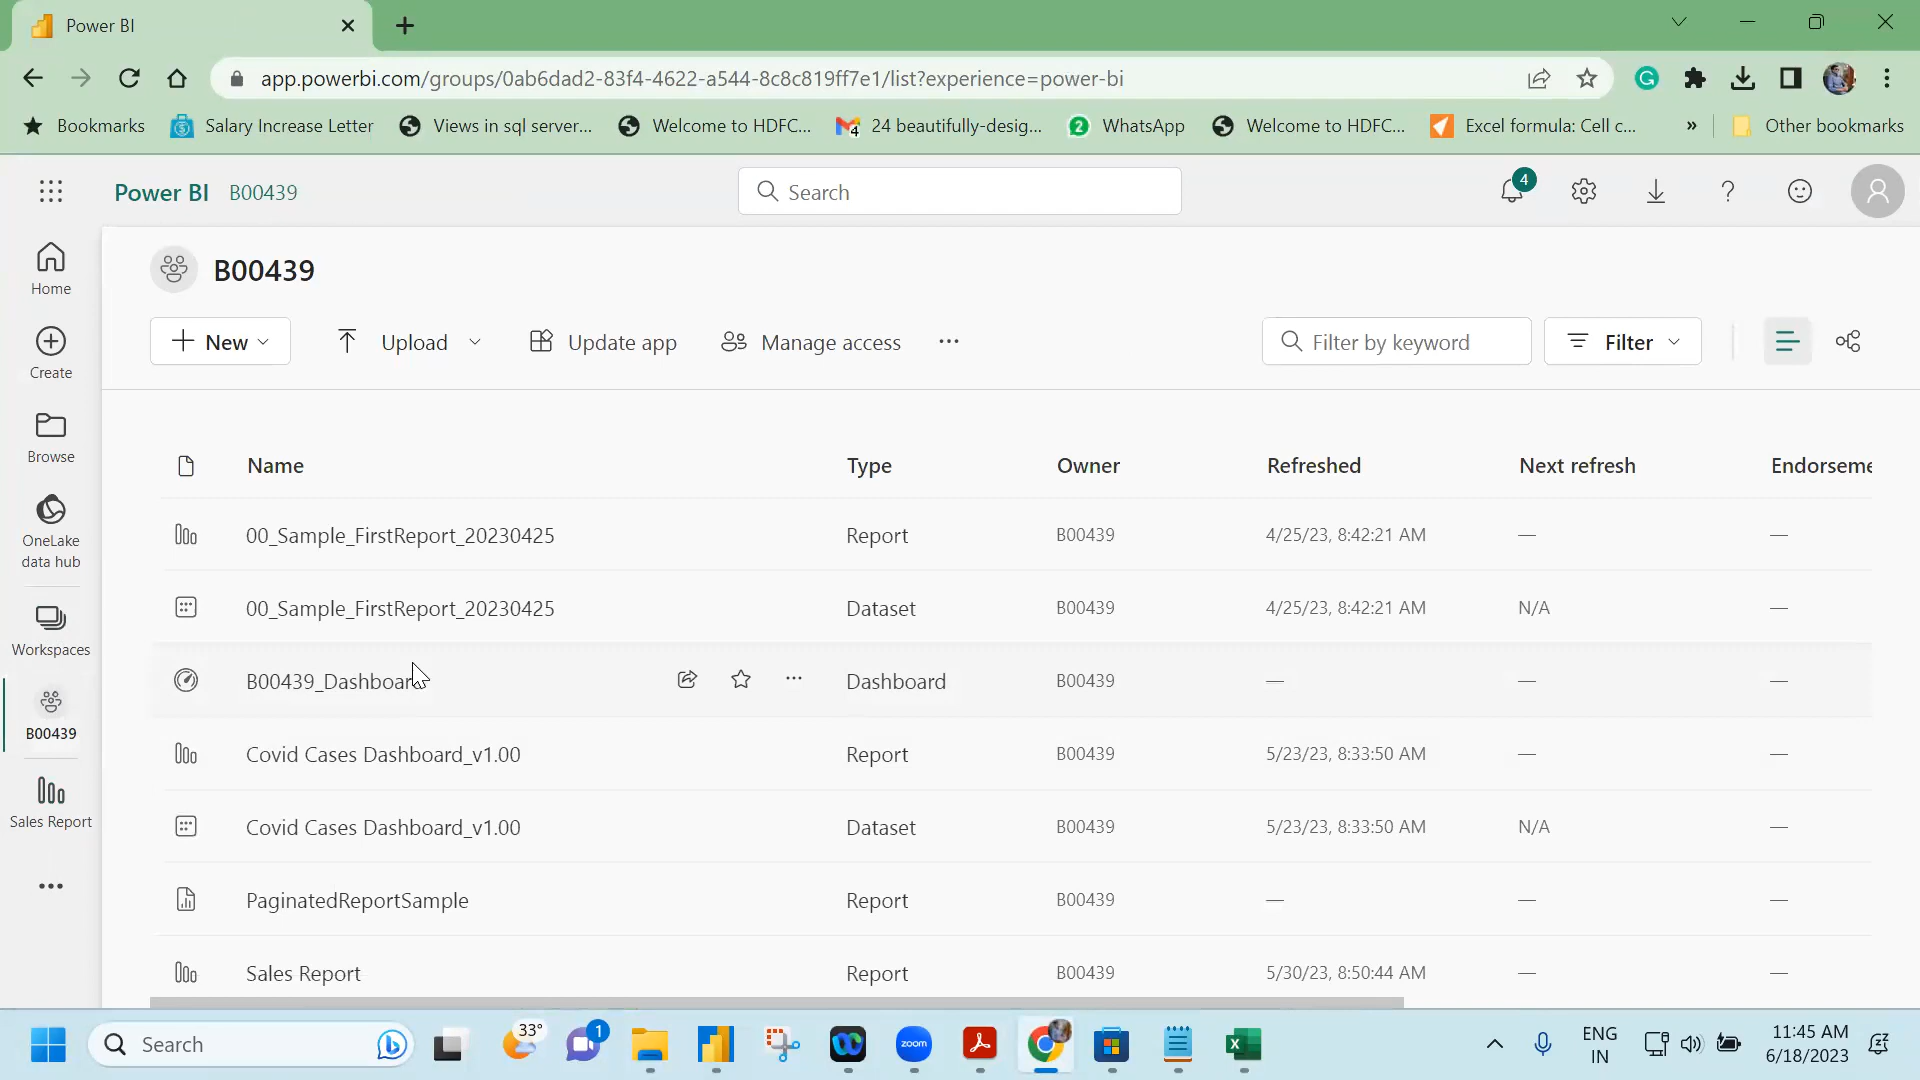 Power BI
app.powerbi.com/groups/0ab6dad2-83f4-4622-a544-8c8c819ff7e1/list?experience=power-bi
Bookmarks Salary Increase Letter Views in sql server... Welcome to HDFC... 24 beautifully-desig... WhatsApp Welcome to HDFC... Excel formula: Cell c... » Other bookmarks
Power BI B00439 Search 4
Home
Create
Browse
OneLake
data hub
Workspaces
B00439
Sales Report
B00439
New Upload Update app Manage access Filter by keyword Filter
Name Type Owner Refreshed Next refresh Endorseme
00_Sample_FirstReport_20230425 Report B00439 4/25/23, 8:42:21 AM — —
00_Sample_FirstReport_20230425 Dataset B00439 4/25/23, 8:42:21 AM N/A —
B00439_Dashboard Dashboard B00439 — — —
Covid Cases Dashboard_v1.00 Report B00439 5/23/23, 8:33:50 AM — —
Covid Cases Dashboard_v1.00 Dataset B00439 5/23/23, 8:33:50 AM N/A —
PaginatedReportSample Report B00439 — — —
Sales Report Report B00439 5/30/23, 8:50:44 AM — —
Search 33° 1 zoom ENG 11:45 AM
IN 6/18/2023